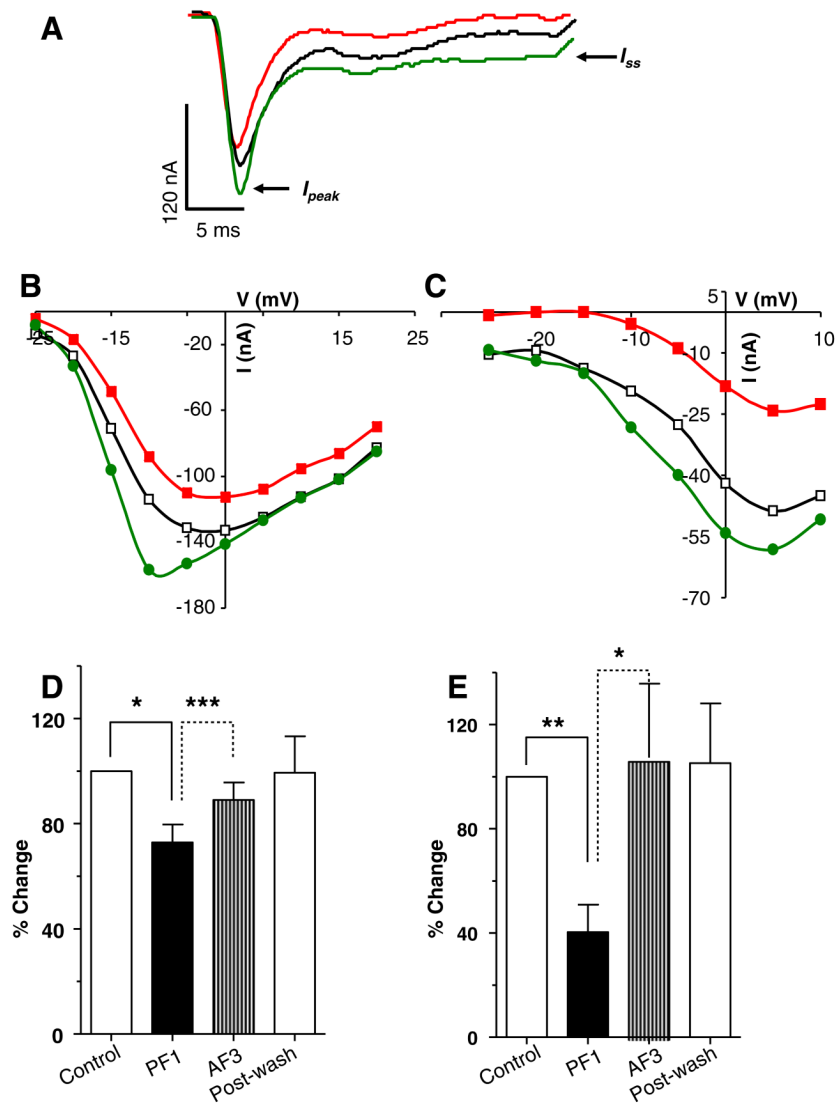 A
I_ss
120 nA
I_peak
5 ms
B
V (mV)
-25 -15 15 25
I (nA)
-20
-60
-100
-140
-180
C
5
V (mV)
-20 -10 10
I (nA)
-10
-25
-40
-55
-70
D
* ***
% Change
120
80
40
0
Control PF1 AF3 Post-wash
E
*
**
% Change
120
80
40
0
Control PF1 AF3 Post-wash